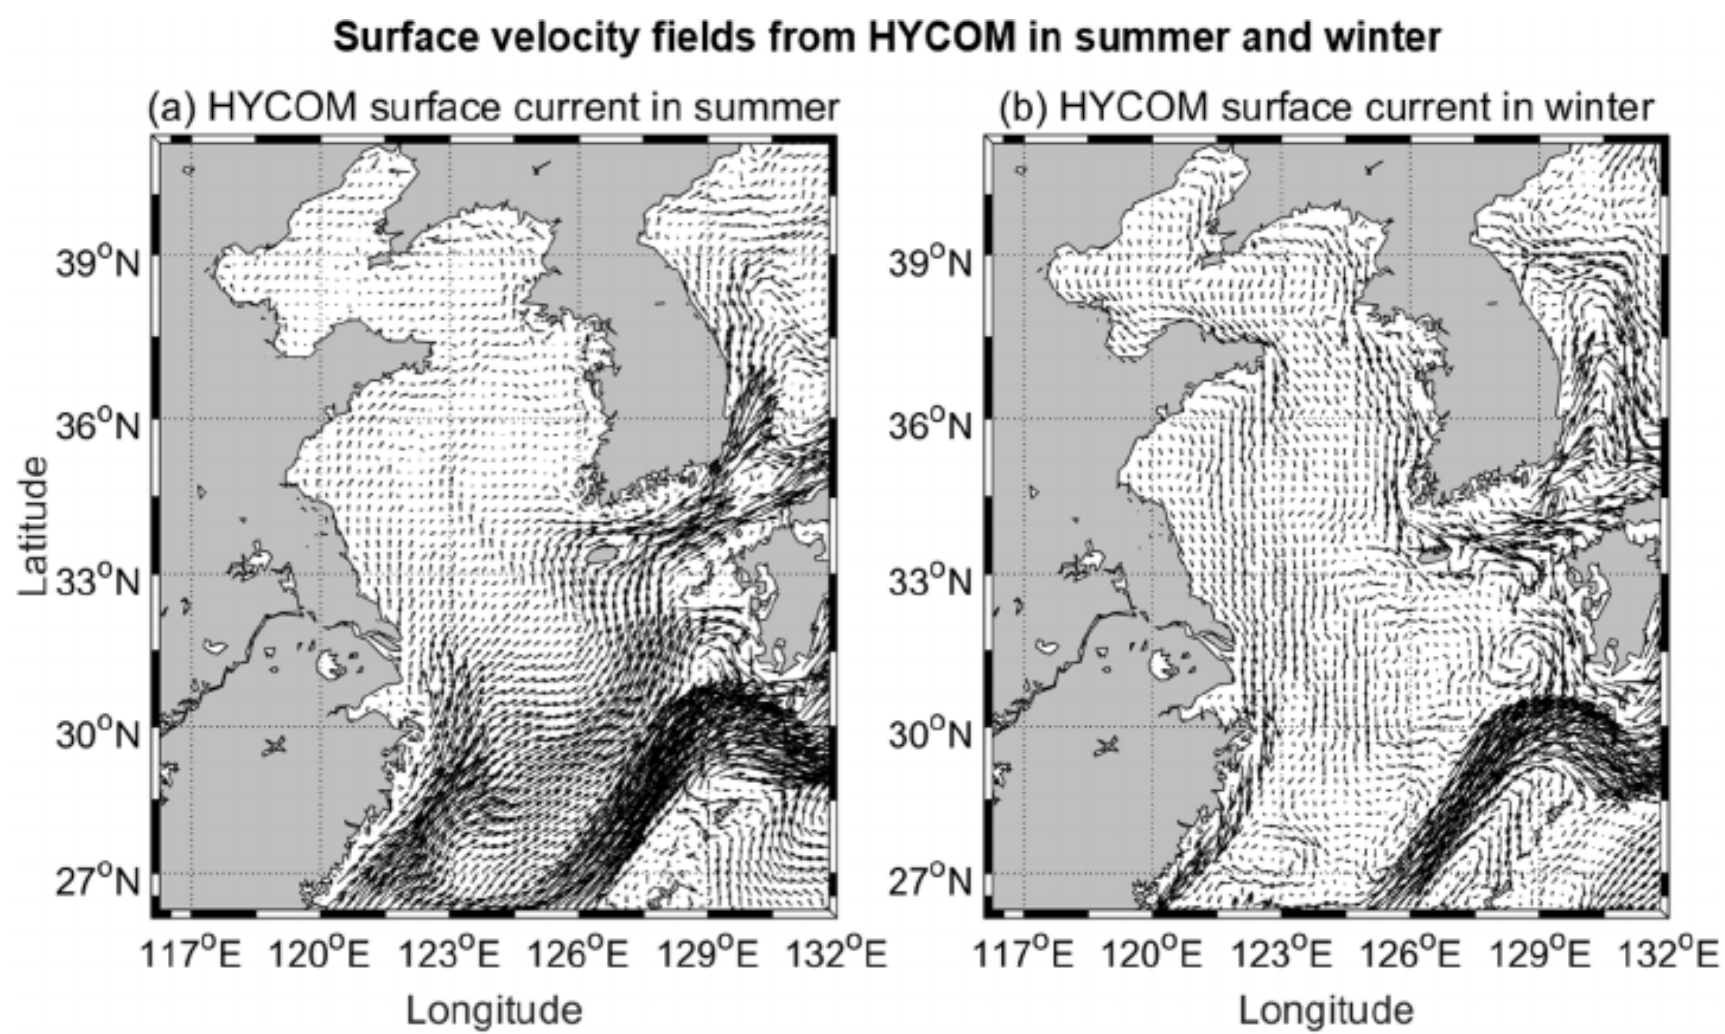 Surface velocity fields from HYCOM in summer and winter
(a) HYCOM surface current in summer
(b) HYCOM surface current in winter
39°N
36°N
33°N
30°N
27°N
Latitude
117°E 120°E 123°E 126°E 129°E 132°E
Longitude
39°N
36°N
33°N
30°N
27°N
117°E 120°E 123°E 126°E 129°E 132°E
Longitude